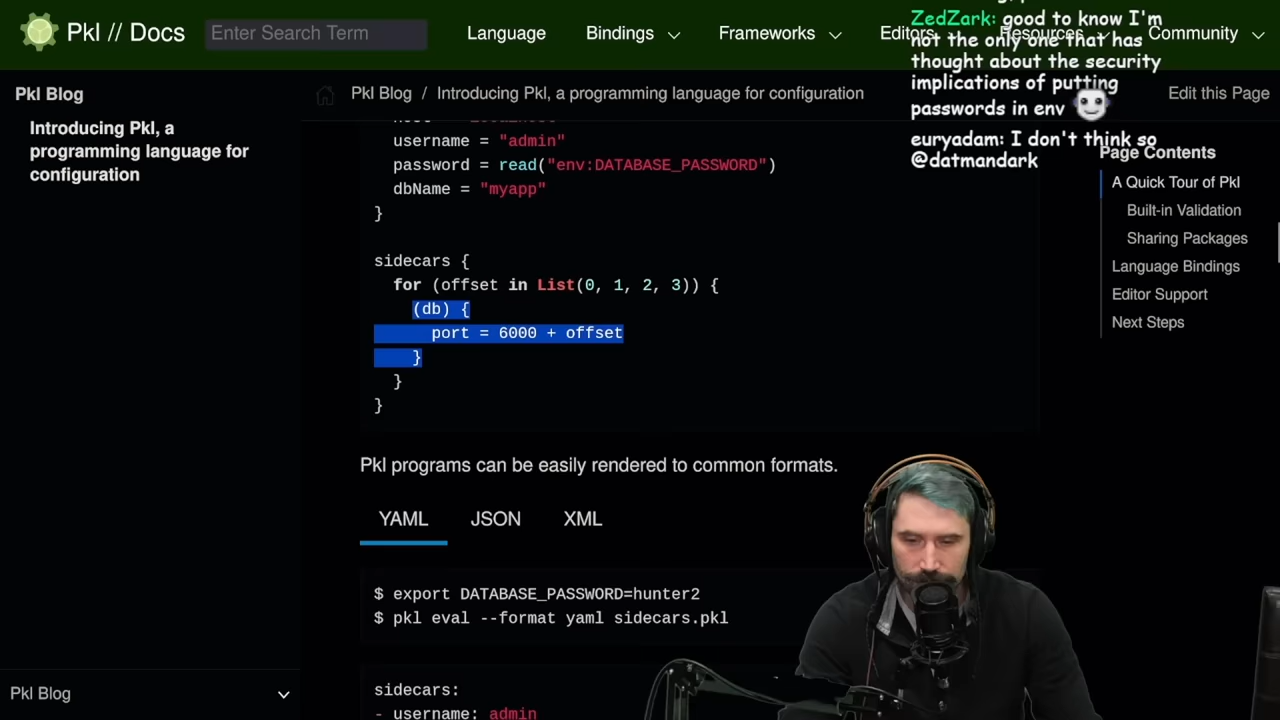 Pkl // Docs
Enter Search Term
Language
Bindings
Frameworks
Editors
Resources
Community
ZedZark: good to know I'm
not the only one that has
thought about the security
implications of putting
passwords in env
euryadam: I don't think so
@datmandark
Pkl Blog
Introducing Pkl, a
programming language for
configuration
Pkl Blog / Introducing Pkl, a programming language for configuration
Edit this Page
username = "admin"
password = read("env:DATABASE_PASSWORD")
dbName = "myapp"
}
sidecars {
for (offset in List(0, 1, 2, 3)) {
(db) {
port = 6000 + offset
}
}
}
Pkl programs can be easily rendered to common formats.
YAML
JSON
XML
$ export DATABASE_PASSWORD=hunter2
$ pkl eval --format yaml sidecars.pkl
sidecars:
- username: admin
Page Contents
A Quick Tour of Pkl
Built-in Validation
Sharing Packages
Language Bindings
Editor Support
Next Steps
Pkl Blog